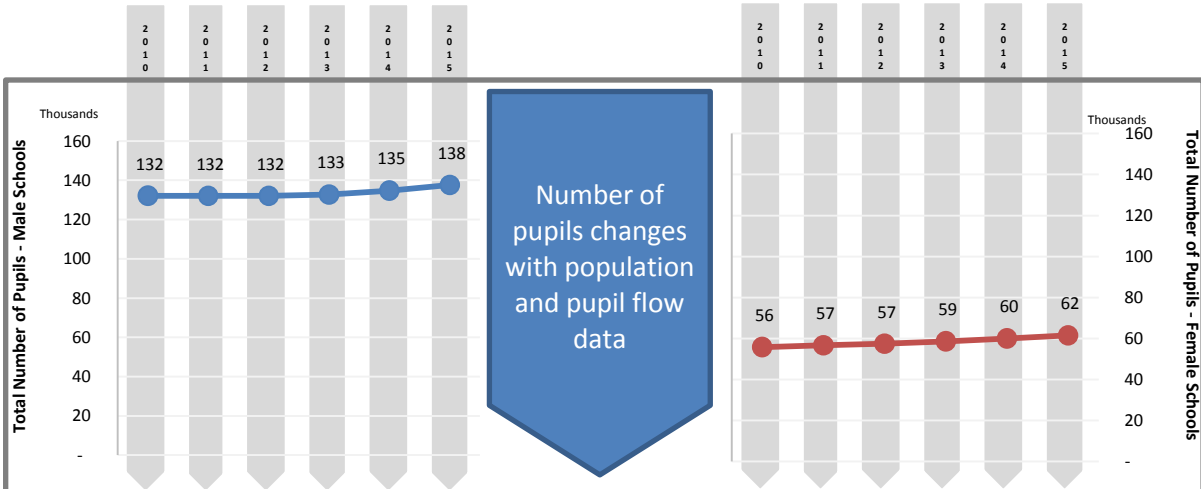 2010 2011 2012 2013 2014 2015
2010 2011 2012 2013 2014 2015
Total Number of Pupils - Male Schools
Thousands
160
140
120
100
80
60
40
20
-
132 132 132 133 135 138
Number of
pupils changes
with population
and pupil flow
data
56 57 57 59 60 62
Thousands
160
140
120
100
80
60
40
20
-
Total Number of Pupils - Female Schools